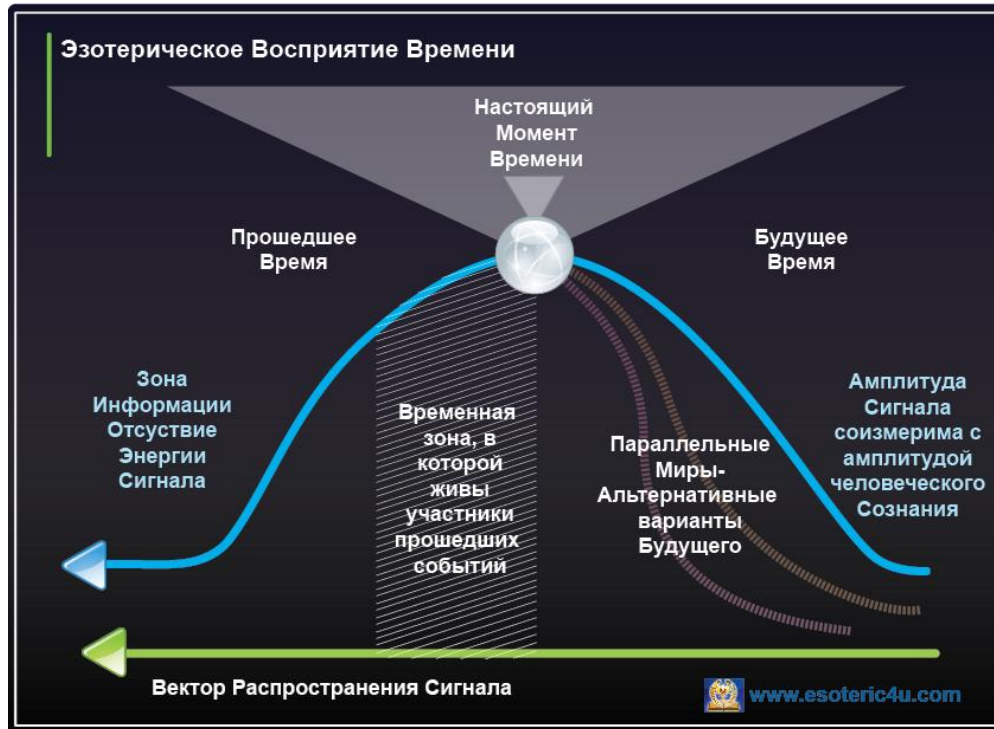 Эзотерическое Восприятие Времени
Настоящий
Момент
Времени
Прошедшее
Время
Будущее
Время
Зона
Информации
Отсуствие
Энергии
Сигнала
Временная
зона, в
которой
живы
участники
прошедших
событий
Параллельные
Миры-
Альтернативные
варианты
Будущего
Амплитуда
Сигнала
соизмерима с
амплитудой
человеческого
Сознания
Вектор Распространения Сигнала
www.esoteric4u.com